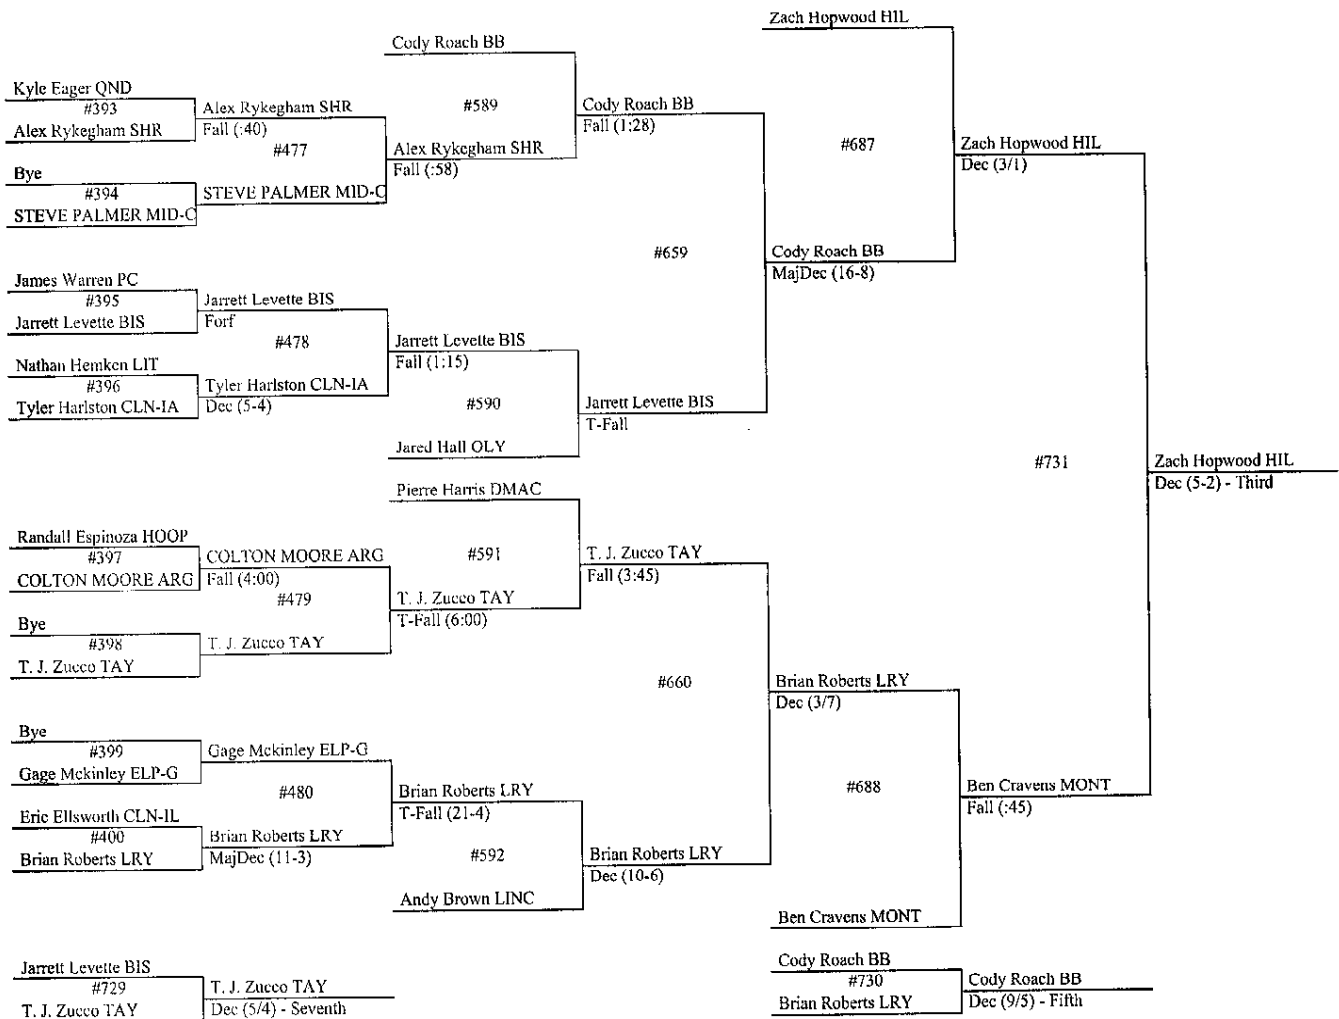 Zach Hopwood HIL
Cody Roach BB
Kyle Eager QND
#393
Alex Rykegham SHR
Alex Rykegham SHR
Fall (:40)
#477
#589
Cody Roach BB
Fall (1:28)
Alex Rykegham SHR
Fall (:58)
#687
Zach Hopwood HIL
Dec (3/1)
Bye
#394
STEVE PALMER MID-C
STEVE PALMER MID-C
#659
Cody Roach BB
MajDec (16-8)
James Warren PC
#395
Jarrett Levette BIS
Jarrett Levette BIS
Forf
#478
Jarrett Levette BIS
Fall (1:15)
Nathan Hemken LIT
#396
Tyler Harlston CLN-IA
Tyler Harlston CLN-IA
Dec (5-4)
#590
Jarrett Levette BIS
T-Fall
Jared Hall OLY
#731
Zach Hopwood HIL
Dec (5-2) - Third
Pierre Harris DMAC
Randall Espinoza HOOP
#397
COLTON MOORE ARG
COLTON MOORE ARG
Fall (4:00)
#479
#591
T. J. Zucco TAY
Fall (3:45)
T. J. Zucco TAY
T-Fall (6:00)
Bye
#398
T. J. Zucco TAY
T. J. Zucco TAY
#660
Brian Roberts LRY
Dec (3/7)
Bye
#399
Gage Mckinley ELP-G
Gage Mckinley ELP-G
#480
Brian Roberts LRY
T-Fall (21-4)
#688
Ben Cravens MONT
Fall (:45)
Eric Ellsworth CLN-IL
#400
Brian Roberts LRY
Brian Roberts LRY
MajDec (11-3)
#592
Brian Roberts LRY
Dec (10-6)
Andy Brown LINC
Ben Cravens MONT
Jarrett Levette BIS
#729
T. J. Zucco TAY
T. J. Zucco TAY
Dec (5/4) - Seventh
Cody Roach BB
#730
Brian Roberts LRY
Cody Roach BB
Dec (9/5) - Fifth